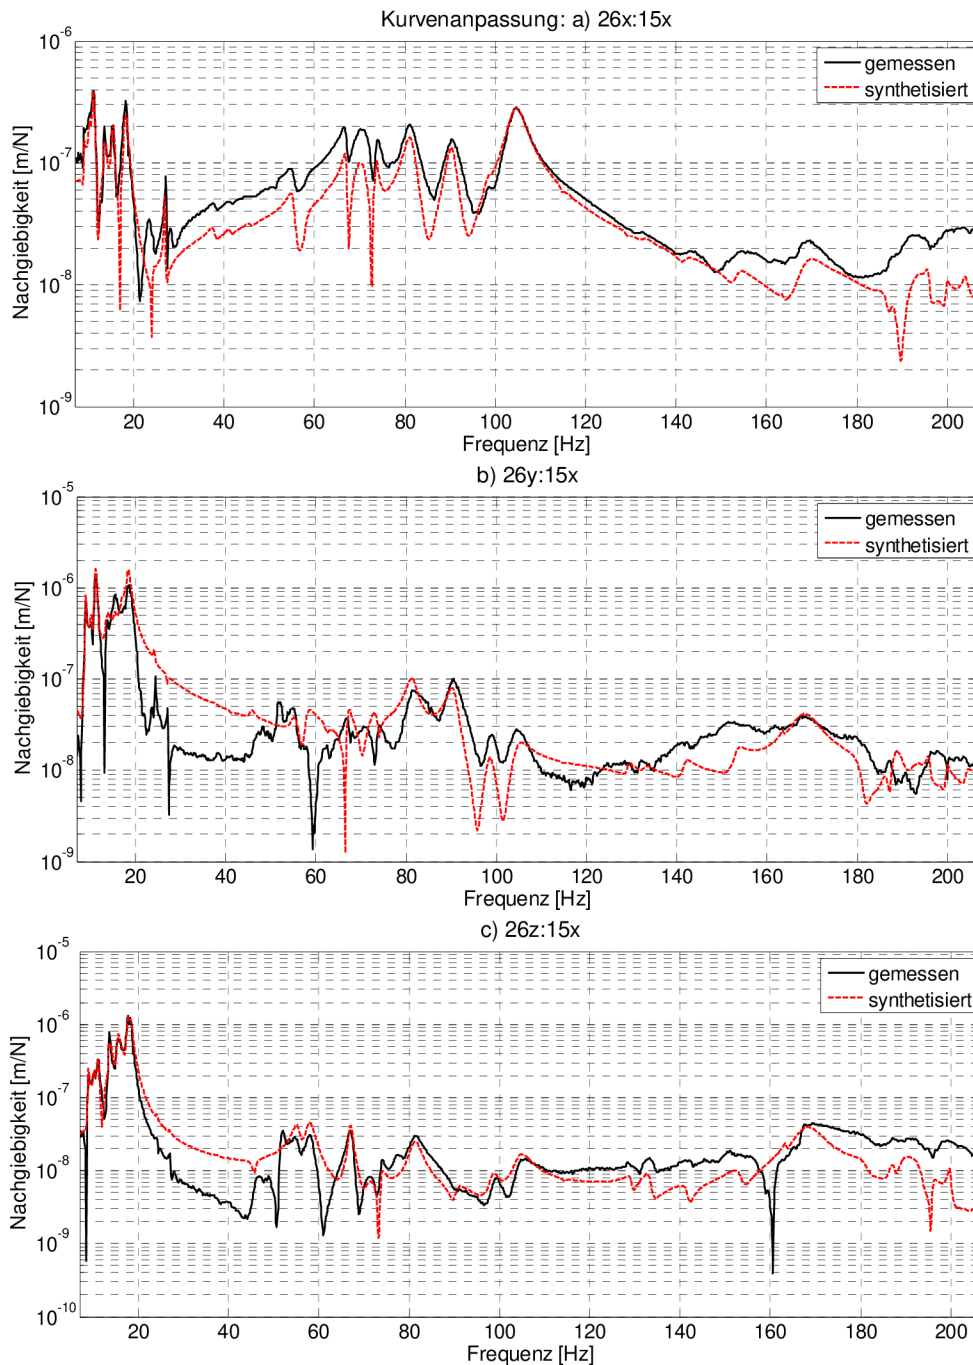 Kurvenanpassung: a) 26x:15x
10^-6
10^-7
10^-8
10^-9
Nachgiebigkeit [m/N]
gemessen
synthetisiert
20 40 60 80 100 120 140 160 180 200
Frequenz [Hz]
b) 26y:15x
10^-5
10^-6
10^-7
10^-8
10^-9
Nachgiebigkeit [m/N]
gemessen
synthetisiert
20 40 60 80 100 120 140 160 180 200
Frequenz [Hz]
c) 26z:15x
10^-5
10^-6
10^-7
10^-8
10^-9
10^-10
Nachgiebigkeit [m/N]
gemessen
synthetisiert
20 40 60 80 100 120 140 160 180 200
Frequenz [Hz]